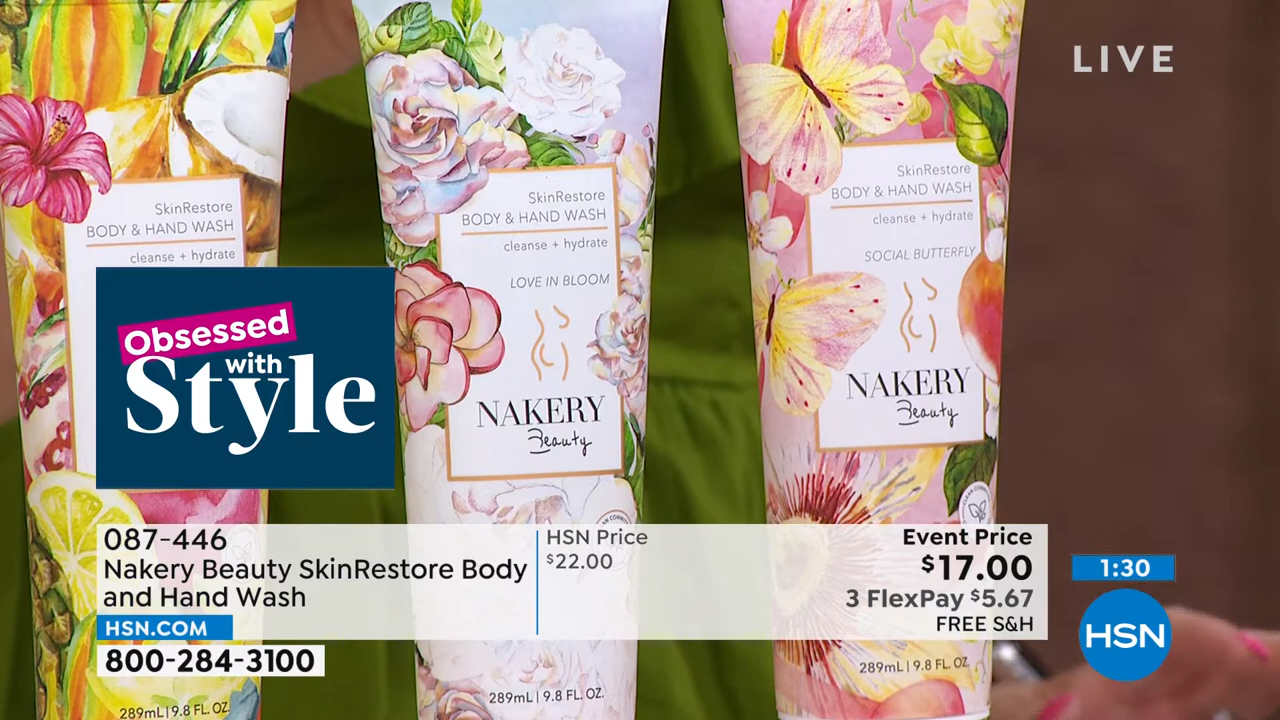 LIVE
SkinRestore
BODY & HAND WASH
cleanse + hydrate
SkinRestore
BODY & HAND WASH
cleanse + hydrate
LOVE IN BLOOM
NAKERY
Beauty
289mL | 9.8 FL. OZ.
SkinRestore
BODY & HAND WASH
cleanse + hydrate
SOCIAL BUTTERFLY
NAKERY
Beauty
289mL | 9.8 FL. OZ.
289mL | 9.8 FL. OZ.
Obsessed
with
Style
087-446
Nakery Beauty SkinRestore Body
and Hand Wash
HSN.COM
800-284-3100
HSN Price
$22.00
Event Price
$17.00
3 FlexPay $5.67
FREE S&H
1:30
HSN